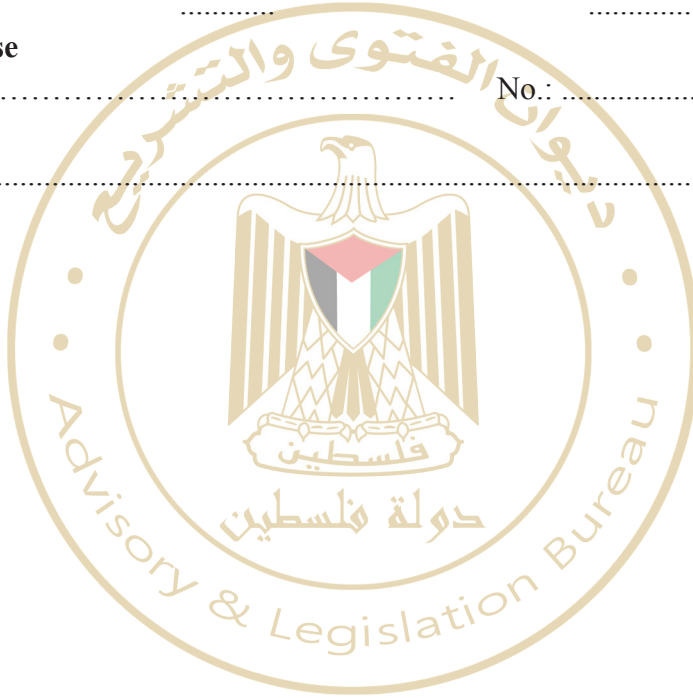 ............ ..............
se
........................................................ No.: ..................
..........................................................................................
ديوان الفتوى والتشريع
فلسطين
دولة فلسطين
Advisory & Legislation Bureau